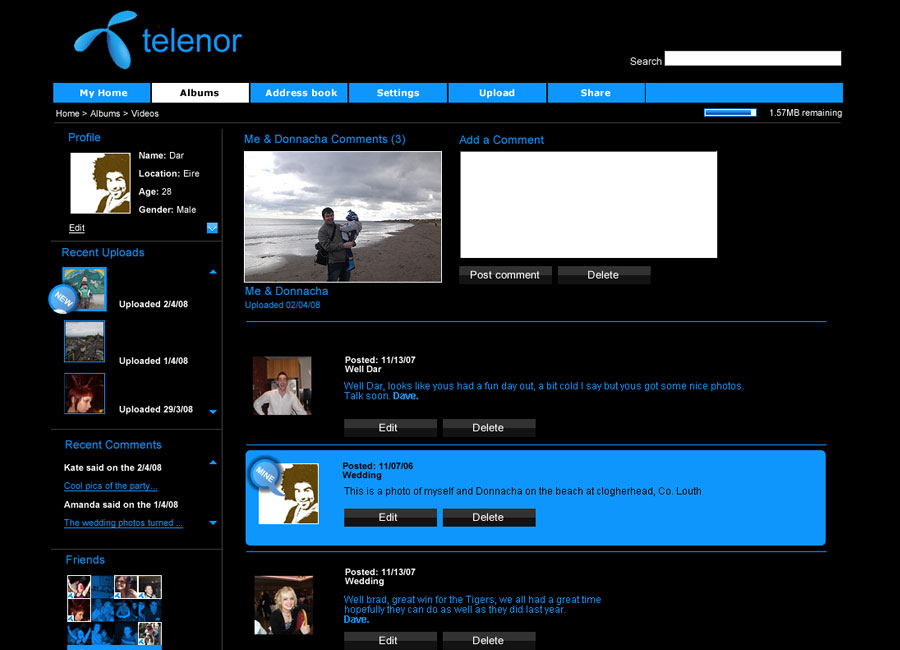 telenor
Search
My Home Albums Address book Settings Upload Share
Home > Albums > Videos
1.57MB remaining
Profile
Name: Dar
Location: Eire
Age: 28
Gender: Male
Edit
Recent Uploads
NEW
Uploaded 2/4/08
Uploaded 1/4/08
Uploaded 29/3/08
Recent Comments
Kate said on the 2/4/08
Cool pics of the party...
Amanda said on the 1/4/08
The wedding photos turned ...
Friends
Me & Donnacha Comments (3)
Me & Donnacha
Uploaded 02/04/08
Add a Comment
Post comment Delete
Posted: 11/13/07
Well Dar
Well Dar, looks like yous had a fun day out, a bit cold I say but yous got some nice photos.
Talk soon. Dave.
Edit Delete
MINE
Posted: 11/07/06
Wedding
This is a photo of myself and Donnacha on the beach at clogherhead, Co. Louth
Edit Delete
Posted: 11/13/07
Wedding
Well brad, great win for the Tigers, we all had a great time
hopefully they can do as well as they did last year.
Dave.
Edit Delete